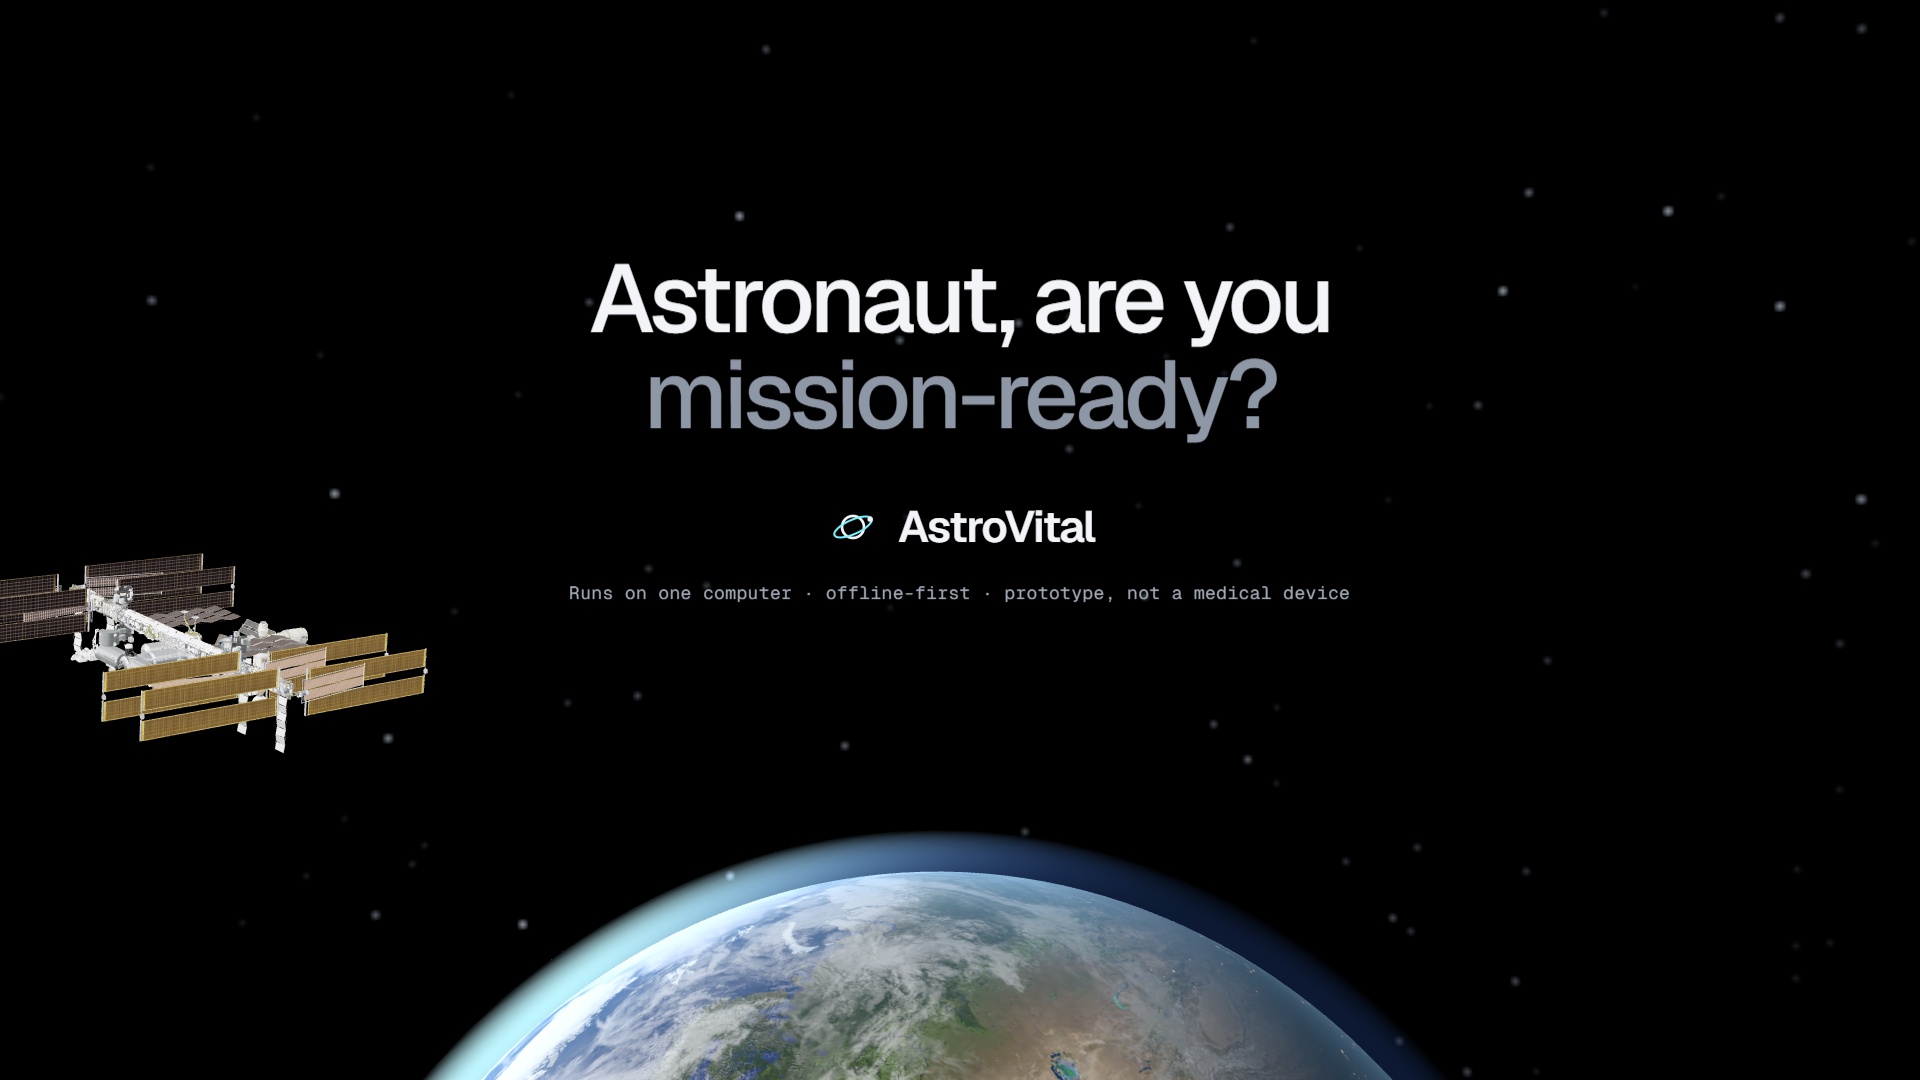 Astronaut, are you
mission-ready?
AstroVital
Runs on one computer · offline-first · prototype, not a medical device